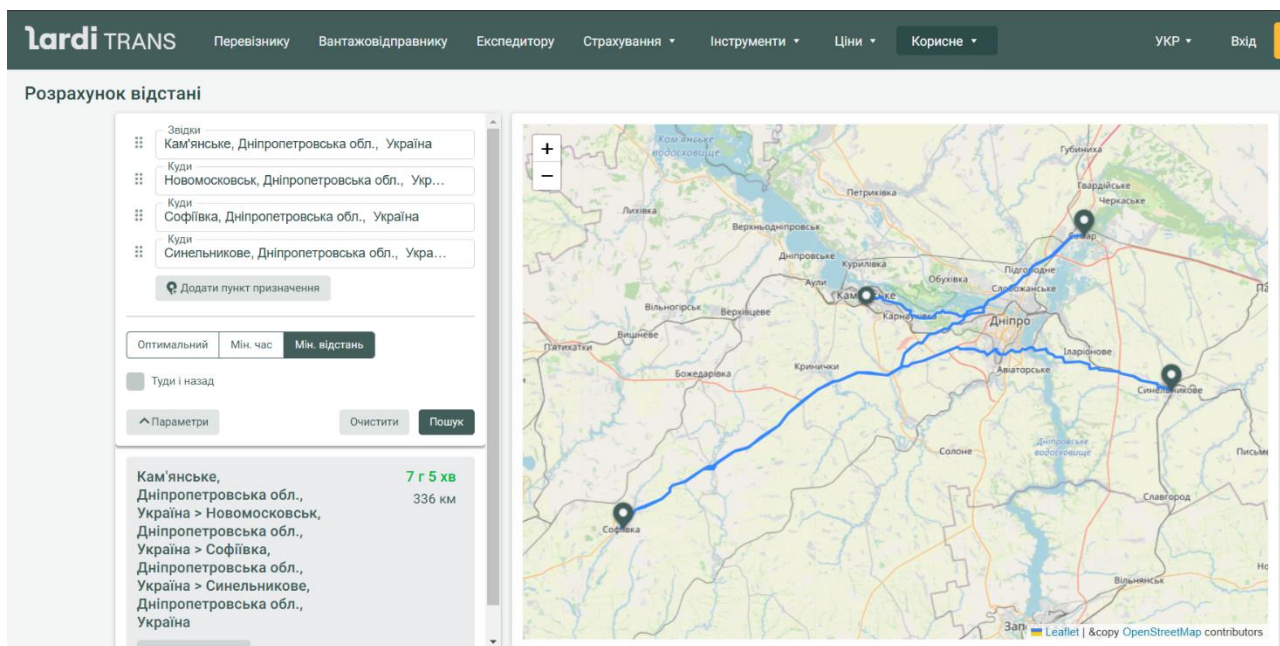 lardi TRANS Перевізнику Вантажовідправнику Експедитору Страхування Інструменти Ціни Корисне УКР Вхід
Розрахунок відстані
Звідки
Кам'янське, Дніпропетровська обл., Україна
Куди
Новомосковськ, Дніпропетровська обл., Укр...
Куди
Софіївка, Дніпропетровська обл., Україна
Куди
Синельникове, Дніпропетровська обл., Укра...
Додати пункт призначення
Оптимальний Мін. час Мін. відстань
Туди і назад
Параметри Очистити Пошук
Кам'янське, 7 г 5 хв
Дніпропетровська обл., 336 км
Україна > Новомосковськ,
Дніпропетровська обл.,
Україна > Софіївка,
Дніпропетровська обл.,
Україна > Синельникове,
Дніпропетровська обл.,
Україна
+
−
Кам'янське
водосховище
Губиниха
Гвардійське
Черкаське
Петриківка
Лихівка
Верхньодніпровськ
Дніпровське
Курилівка
Обухівка
Підгородне
Слобожанське
Аули
Вільногірськ
Верхівцеве
Дніпро
Вишневе
П'ятихатки
Іларіонове
Божедарівка
Кринички
Авіаторське
Синельникове
Солоне
Дніпровське
водосховище
Письме
Славгород
Софіївка
Вільнянськ
Зап
Leaflet | &copy OpenStreetMap contributors